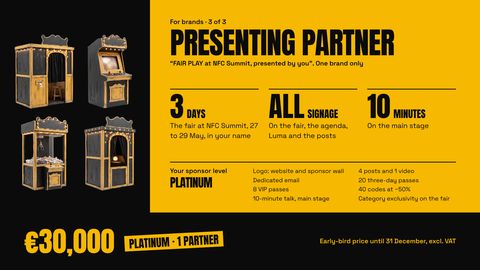 For brands · 3 of 3
PRESENTING PARTNER
"FAIR PLAY at NFC Summit, presented by you". One brand only
3 DAYS
The fair at NFC Summit, 27
to 29 May, in your name
ALL SIGNAGE
On the fair, the agenda,
Luma and the posts
10 MINUTES
On the main stage
Your sponsor level
PLATINUM
Logo: website and sponsor wall
Dedicated email
8 VIP passes
10-minute talk, main stage
4 posts and 1 video
20 three-day passes
40 codes at −50%
Category exclusivity on the fair
€30,000
PLATINUM · 1 PARTNER
Early-bird price until 31 December, excl. VAT